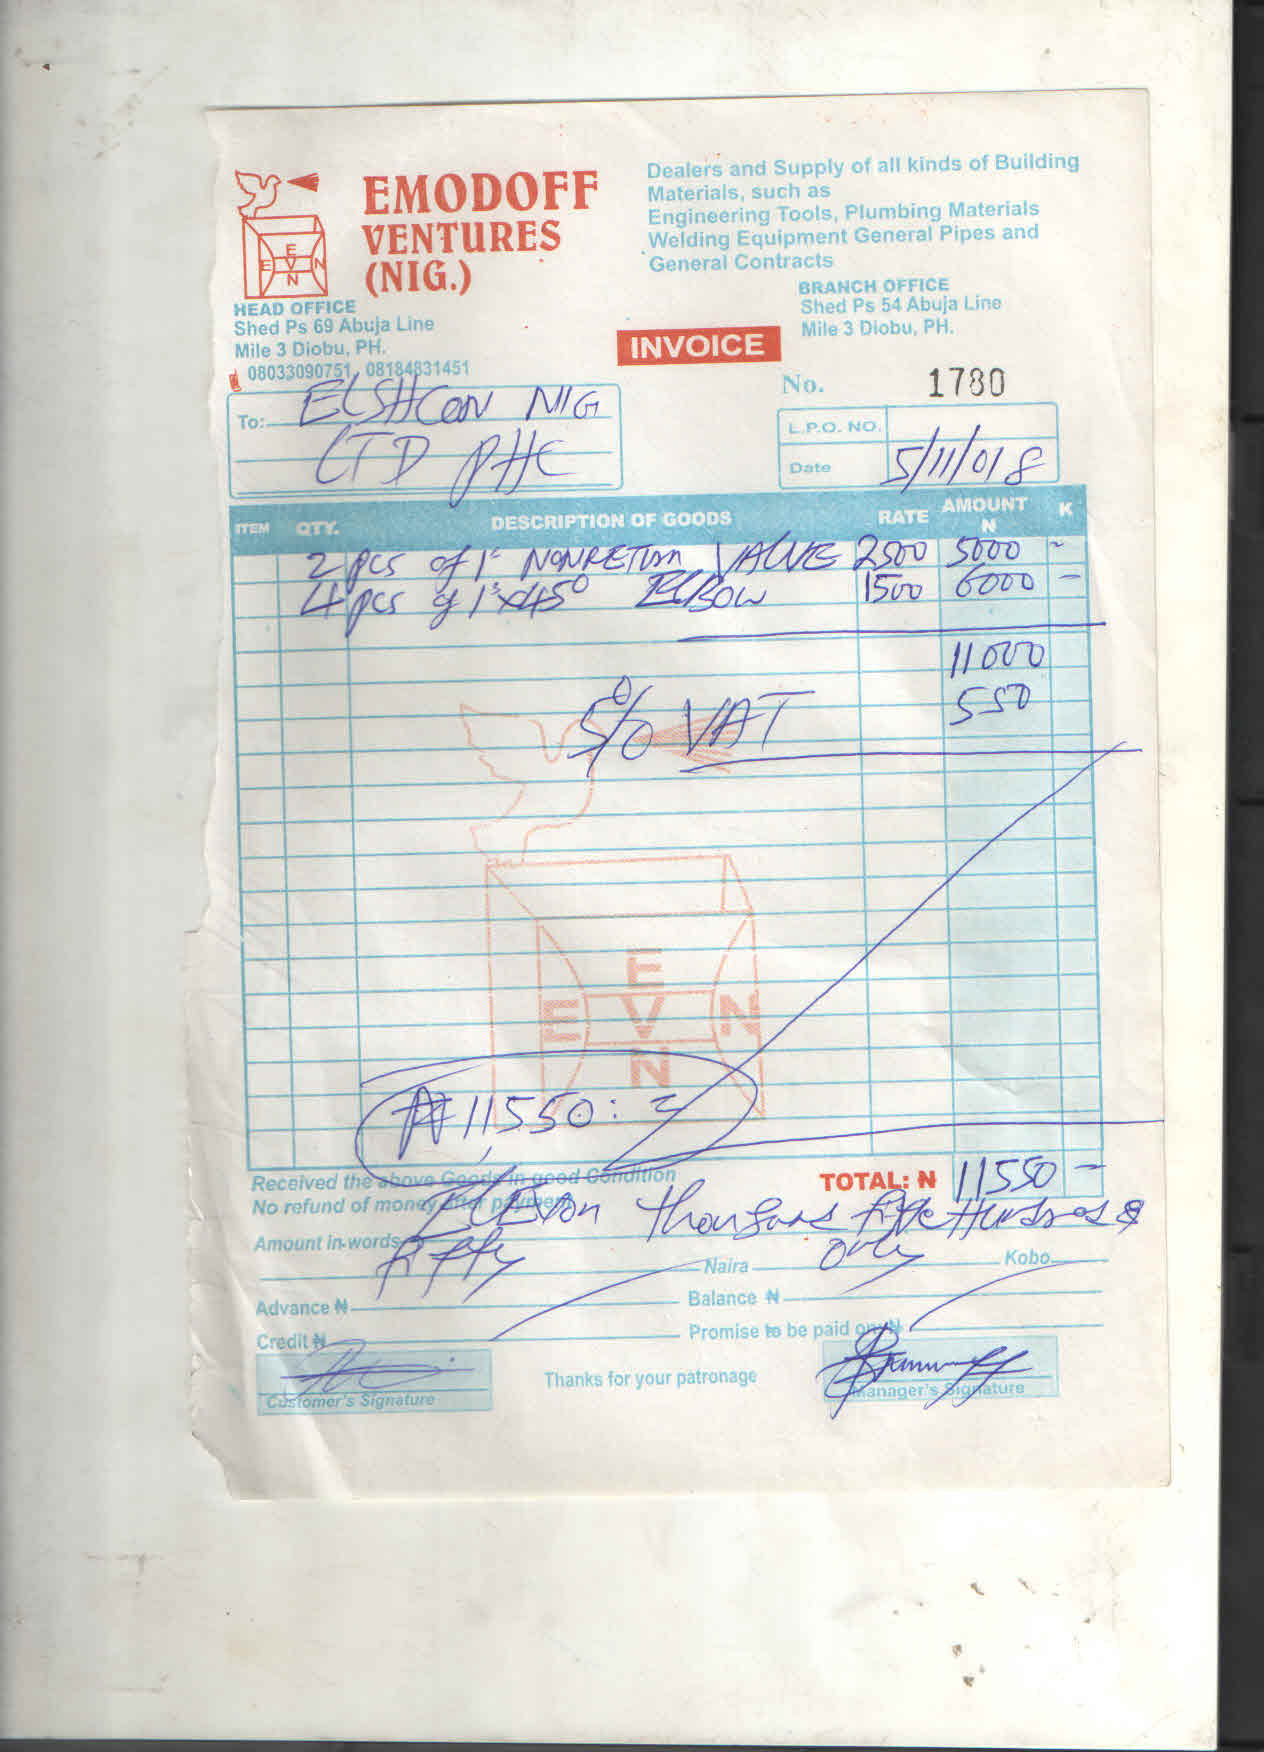 EMODOFF
VENTURES
(NIG.)
E
E V N
N
Dealers and Supply of all kinds of Building
Materials, such as
Engineering Tools, Plumbing Materials
Welding Equipment General Pipes and
General Contracts
HEAD OFFICE
Shed Ps 69 Abuja Line
Mile 3 Diobu, PH.
08033090751, 08184831451
BRANCH OFFICE
Shed Ps 54 Abuja Line
Mile 3 Diobu, PH.
INVOICE
No. 1780
To: ELSHCON NIG
LTD PHC
L.P.O. NO.
Date 5/11/018
ITEM QTY. DESCRIPTION OF GOODS RATE AMOUNT ₦ K
2 pcs of 1" NONRETURN VALVE 2500 5000 -
4 pcs of 1"x45° ELBOW 1500 6000 -
11000
5% VAT 550
E
E V N
N
₦11,550:=
Received the above Goods in good Condition
TOTAL: ₦ 11550 -
No refund of money after payment
Amount in words Eleven thousand five Hundred &
fifty Naira only Kobo
Advance ₦ Balance ₦
Credit ₦ Promise to be paid on ₦
Customer's Signature Thanks for your patronage Manager's Signature